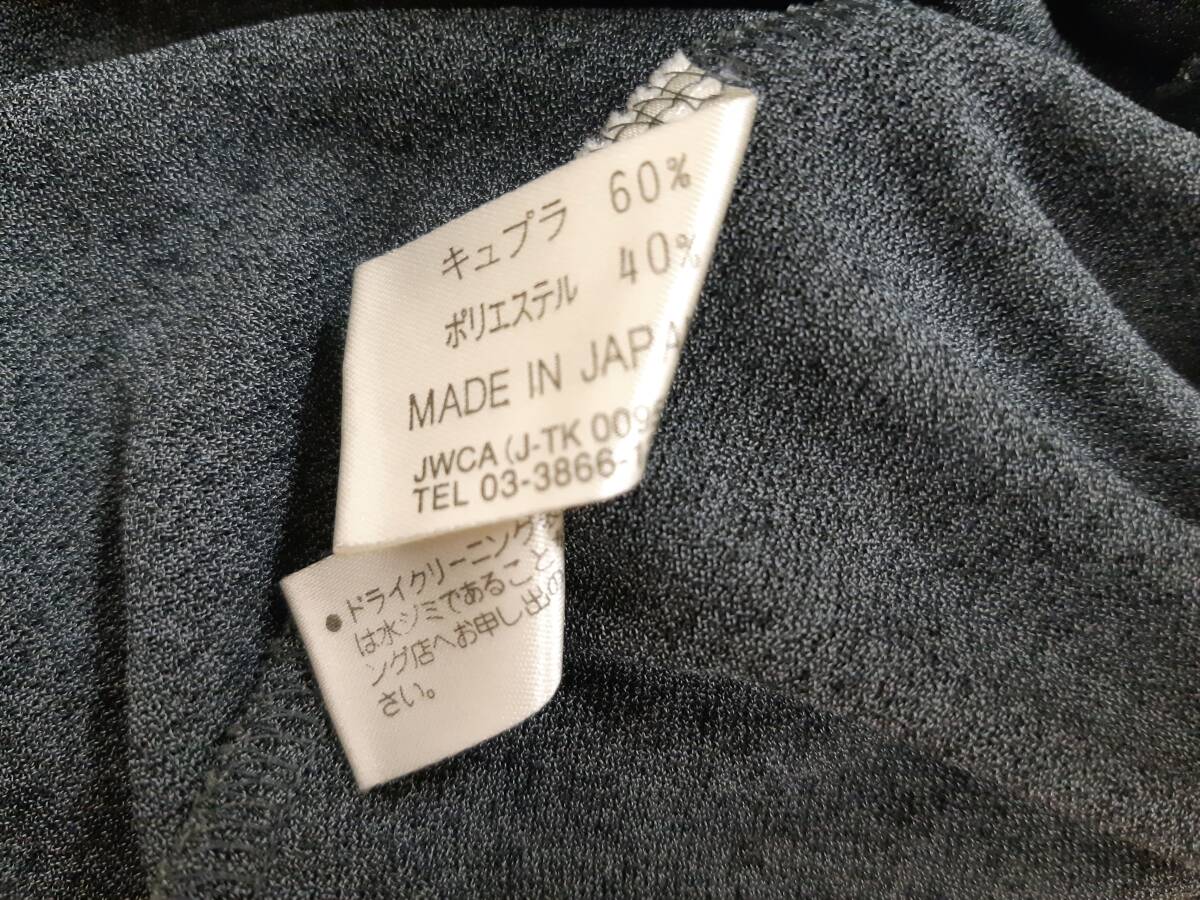 キュプラ 60%
ポリエステル 40%
MADE IN JAPA
JWCA (J-TK 009
TEL 03-3866-1
●ドライクリーニング
は水ジミであること
ング店へお申し出の
さい。